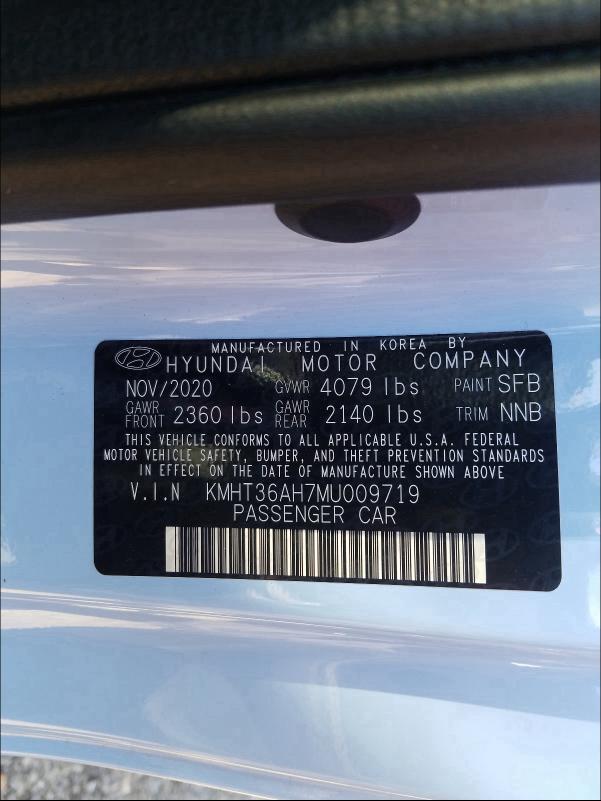 MANUFACTURED IN KOREA BY
HYUNDAI MOTOR COMPANY
NOV/2020 GVWR 4079 lbs PAINT SFB
GAWR FRONT 2360 lbs GAWR REAR 2140 lbs TRIM NNB
THIS VEHICLE CONFORMS TO ALL APPLICABLE U.S.A. FEDERAL
MOTOR VEHICLE SAFETY, BUMPER, AND THEFT PREVENTION STANDARDS
IN EFFECT ON THE DATE OF MANUFACTURE SHOWN ABOVE
V.I.N KMHT36AH7MU009719
PASSENGER CAR